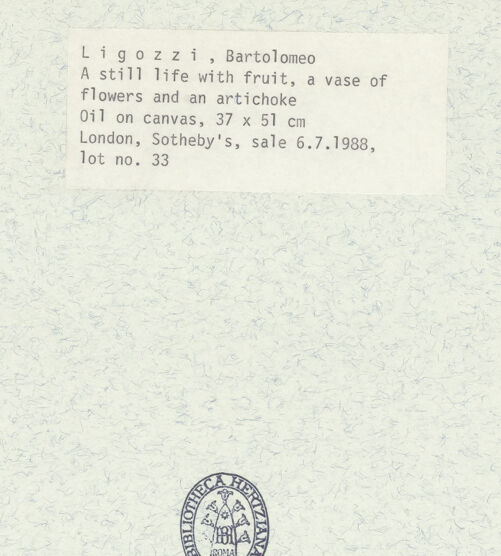 L i g o z z i , Bartolomeo
A still life with fruit, a vase of
flowers and an artichoke
Oil on canvas, 37 x 51 cm
London, Sotheby's, sale 6.7.1988,
lot no. 33
BIBLIOTHECA HERTZIANA
ROMA